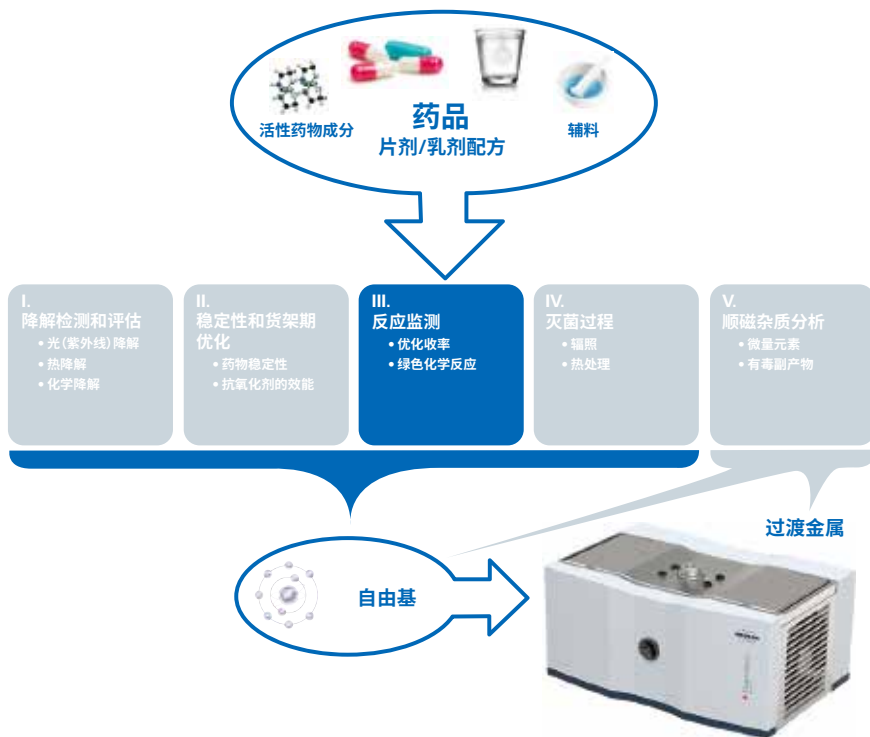 活性药物成分
药品
片剂/乳剂配方
辅料
I.
降解检测和评估
• 光(紫外线)降解
• 热降解
• 化学降解
II.
稳定性和货架期
优化
• 药物稳定性
• 抗氧化剂的效能
III.
反应监测
• 优化收率
• 绿色化学反应
IV.
灭菌过程
• 辐照
• 热处理
V.
顺磁杂质分析
• 微量元素
• 有毒副产物
过渡金属
自由基